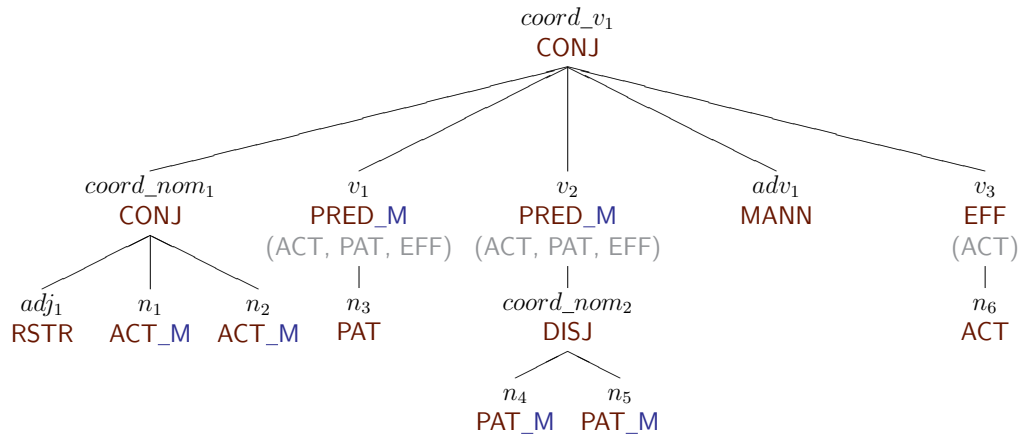 coord_v₁
CONJ
coord_nom₁ v₁ v₂ adv₁ v₃
CONJ PRED_M PRED_M MANN EFF
(ACT, PAT, EFF) (ACT, PAT, EFF) (ACT)
adj₁ n₁ n₂ n₃ coord_nom₂ n₆
RSTR ACT_M ACT_M PAT DISJ ACT
n₄ n₅
PAT_M PAT_M